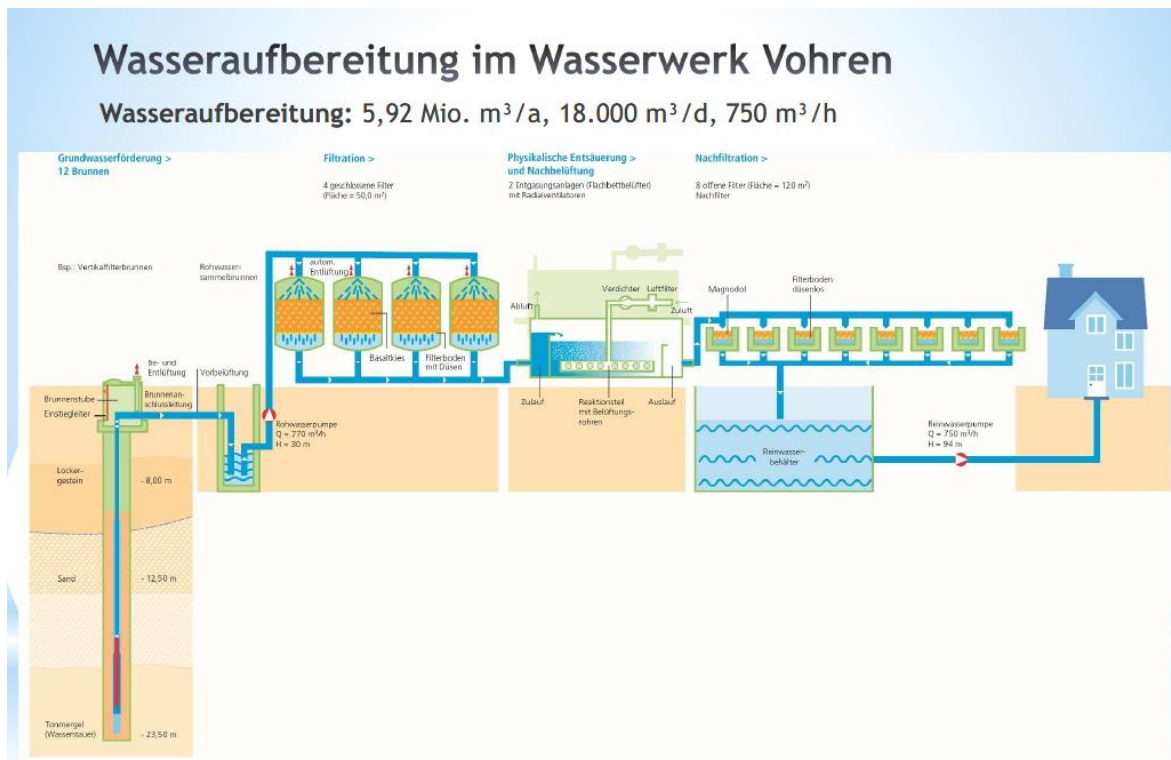 Wasseraufbereitung im Wasserwerk Vohren
Wasseraufbereitung: 5,92 Mio. m³/a, 18.000 m³/d, 750 m³/h
Grundwasserförderung >
12 Brunnen
Filtration >
4 geschlossene Filter
(Fläche = 50,0 m²)
Physikalische Entsäuerung >
und Nachbelüftung
2 Entgasungsanlagen (Flachbettbelüfter)
mit Radialventilatoren
Nachfiltration >
8 offene Filter (Fläche = 120 m²)
Nachfilter
Bsp.: Vertikalfilterbrunnen
Rohwasser-
sammelbrunnen
autom.
Entlüftung
Basaltkies
Filterboden
mit Düsen
Abluft
Verdichter
Luftfilter
Zuluft
Magnodol
Filterboden
düsenlos
Be- und
Entlüftung
Vorbelüftung
Brunnenstube
Einstiegleiter
Brunnenan-
schlussleitung
Rohwasserpumpe
Q = 770 m³/h
H = 30 m
Zulauf
Reaktionsteil
mit Belüftungs-
rohren
Auslauf
Reinwasser-
behälter
Reinwasserpumpe
Q = 750 m³/h
H = 94 m
Locker-
gestein
- 8,00 m
Sand
- 12,50 m
Tonmergel
(Wasserstauer)
- 23,50 m